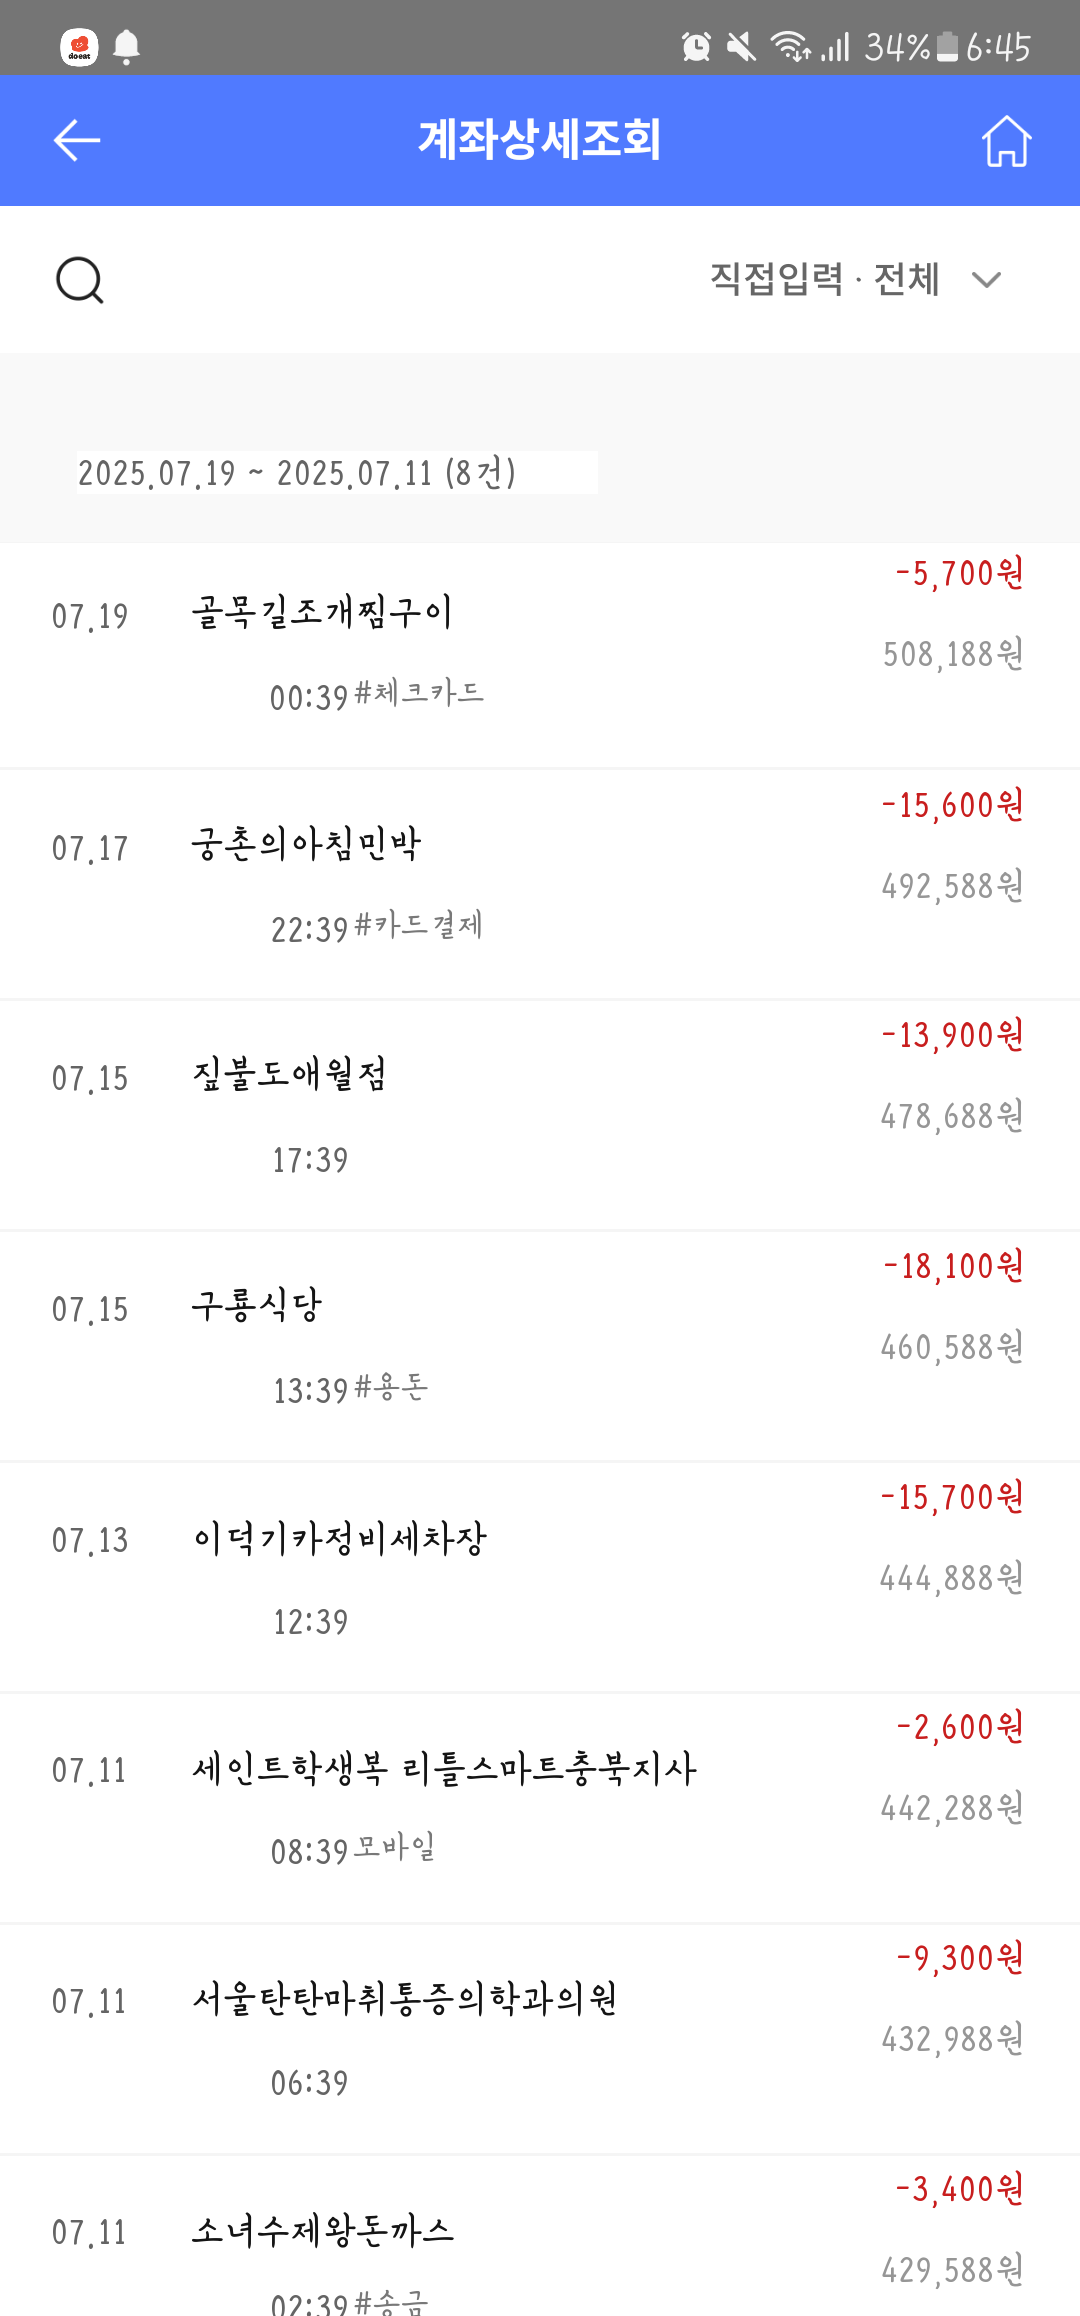 doeat
34% 6:45
계좌상세조회
직접입력 · 전체
2025.07.19 ~ 2025.07.11 (8건)
-5,700원
07.19 골목길조개찜구이
508,188원
00:39 #체크카드
-15,600원
07.17 궁촌의아침민박
492,588원
22:39 #카드결제
-13,900원
07.15 짚불도애월점
478,688원
17:39
-18,100원
07.15 구룡식당
460,588원
13:39 #용돈
-15,700원
07.13 이덕기카정비세차장
444,888원
12:39
-2,600원
07.11 세인트학생복 리틀스마트충북지사
442,288원
08:39 모바일
-9,300원
07.11 서울탄탄마취통증의학과의원
432,988원
06:39
-3,400원
07.11 소녀수제왕돈까스
429,588원
02:39 #송금